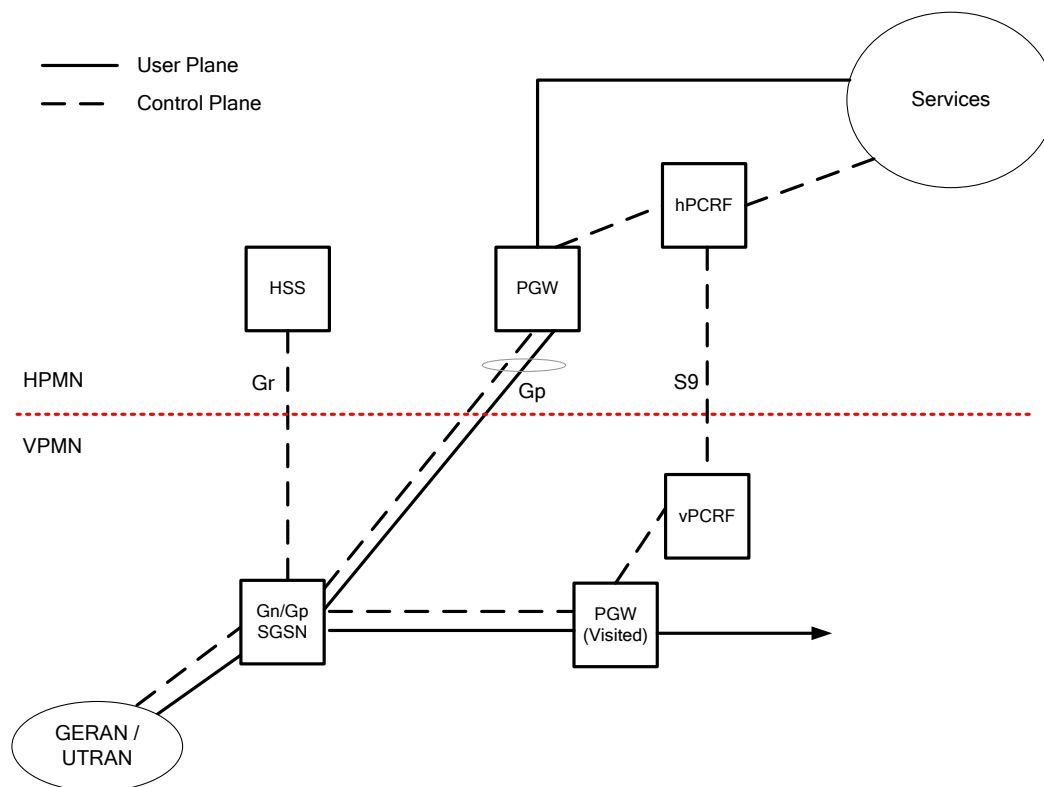 User Plane
Control Plane
Services
hPCRF
HSS
PGW
HPMN
Gr
Gp
S9
VPMN
vPCRF
Gn/Gp
SGSN
PGW
(Visited)
GERAN /
UTRAN